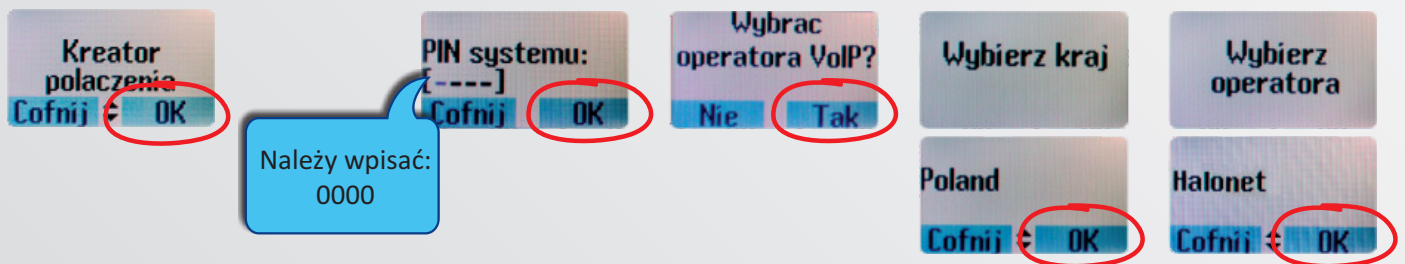 Kreator
polaczenia
Cofnij OK
PIN systemu:
[----]
Cofnij OK
Należy wpisać:
0000
Wybrac
operatora VoIP?
Nie Tak
Wybierz kraj
Poland
Cofnij OK
Wybierz
operatora
Halonet
Cofnij OK